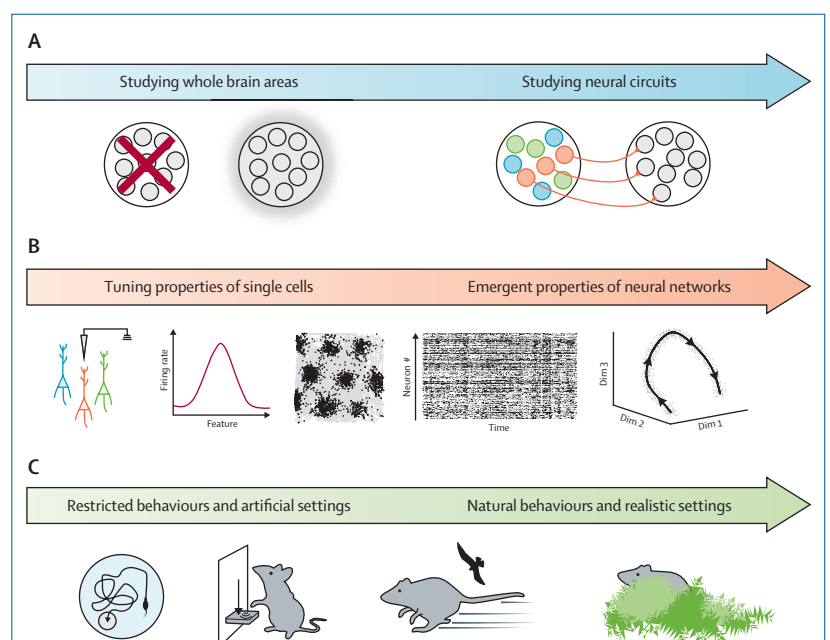 A
Studying whole brain areas
Studying neural circuits
B
Tuning properties of single cells
Emergent properties of neural networks
Firing rate
Feature
Neuron #
Time
Dim 3
Dim 2
Dim 1
C
Restricted behaviours and artificial settings
Natural behaviours and realistic settings